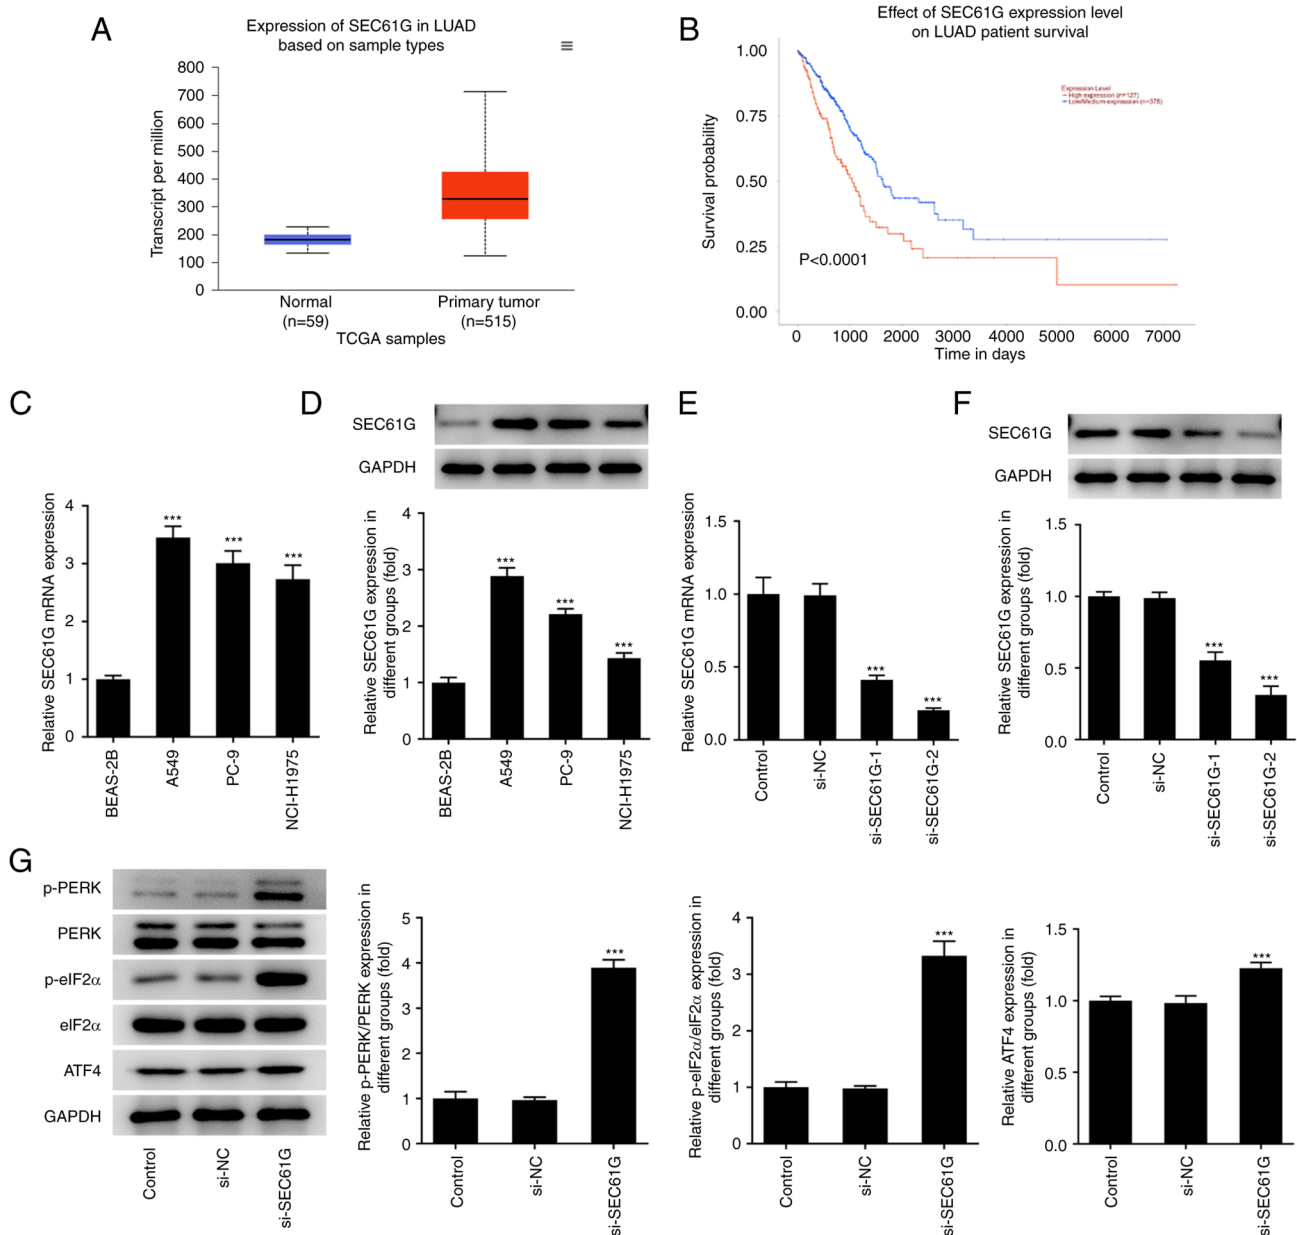 A
Expression of SEC61G in LUAD
based on sample types
Transcript per million
800
700
600
500
400
300
200
100
0
Normal
(n=59)
Primary tumor
(n=515)
TCGA samples
B
Effect of SEC61G expression level
on LUAD patient survival
Survival probability
1.00
0.75
0.50
0.25
0.00
Expression Level
High expression (n=127)
Low/Medium-expression (n=375)
P<0.0001
0 1000 2000 3000 4000 5000 6000 7000
Time in days
C
Relative SEC61G mRNA expression
4
3
2
1
0
***
***
***
BEAS-2B
A549
PC-9
NCI-H1975
D
SEC61G
GAPDH
Relative SEC61G expression in
different groups (fold)
4
3
2
1
0
***
***
***
BEAS-2B
A549
PC-9
NCI-H1975
E
Relative SEC61G mRNA expression
1.5
1.0
0.5
0.0
***
***
Control
si-NC
si-SEC61G-1
si-SEC61G-2
F
SEC61G
GAPDH
Relative SEC61G expression in
different groups (fold)
1.5
1.0
0.5
0.0
***
***
Control
si-NC
si-SEC61G-1
si-SEC61G-2
G
p-PERK
PERK
p-eIF2α
eIF2α
ATF4
GAPDH
Control
si-NC
si-SEC61G
Relative p-PERK/PERK expression in
different groups (fold)
5
4
3
2
1
0
***
Control
si-NC
si-SEC61G
Relative p-eIF2α/eIF2α expression in
different groups (fold)
4
3
2
1
0
***
Control
si-NC
si-SEC61G
Relative ATF4 expression in
different groups (fold)
1.5
1.0
0.5
0.0
***
Control
si-NC
si-SEC61G